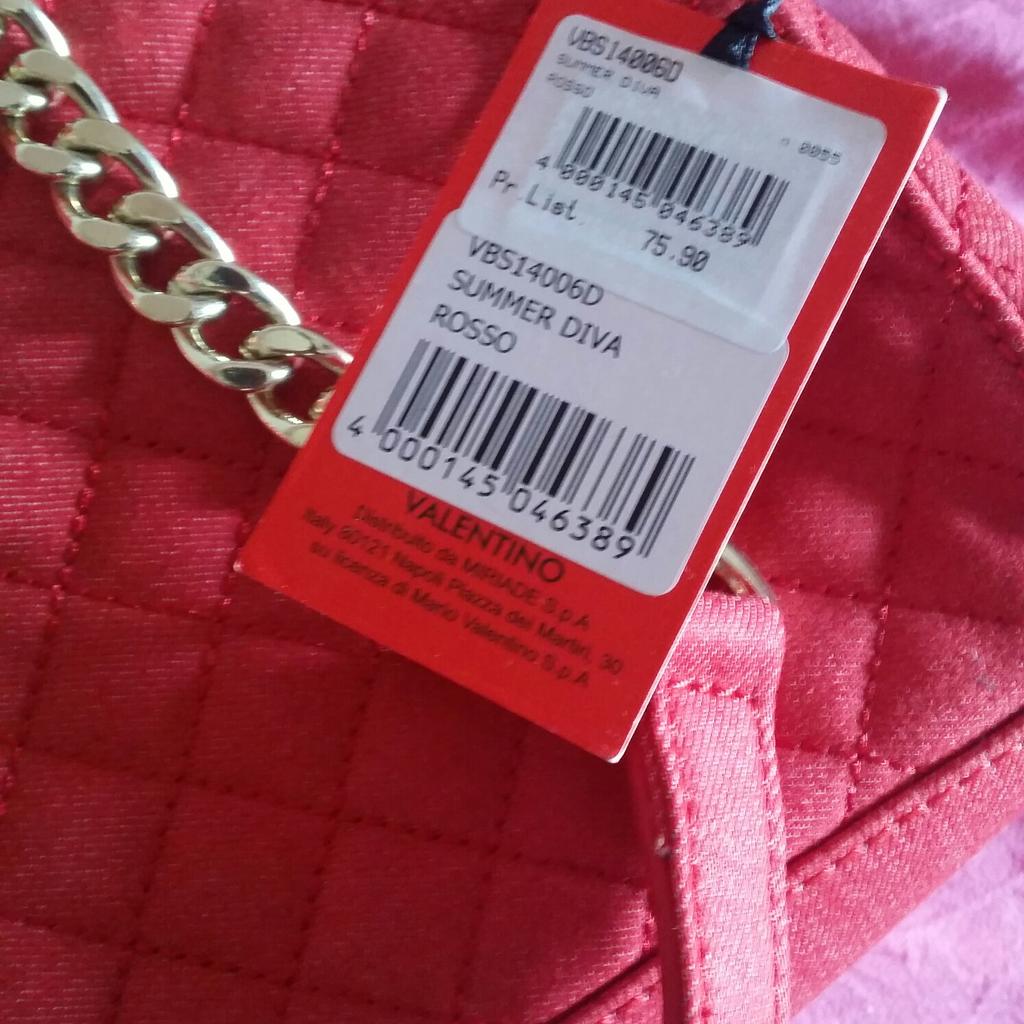 VBS14006D
SUMMER DIVA
ROSSO
n 0055
4 000145 046389
Pr.List. 75.90
VBS14006D
SUMMER DIVA
ROSSO
4 000145 046389
VALENTINO
Distribuito da MIRIADE S.p.A
Italy 80121 Napoli Piazza dei Martiri, 30
su licenza di Mario Valentino S.p.A